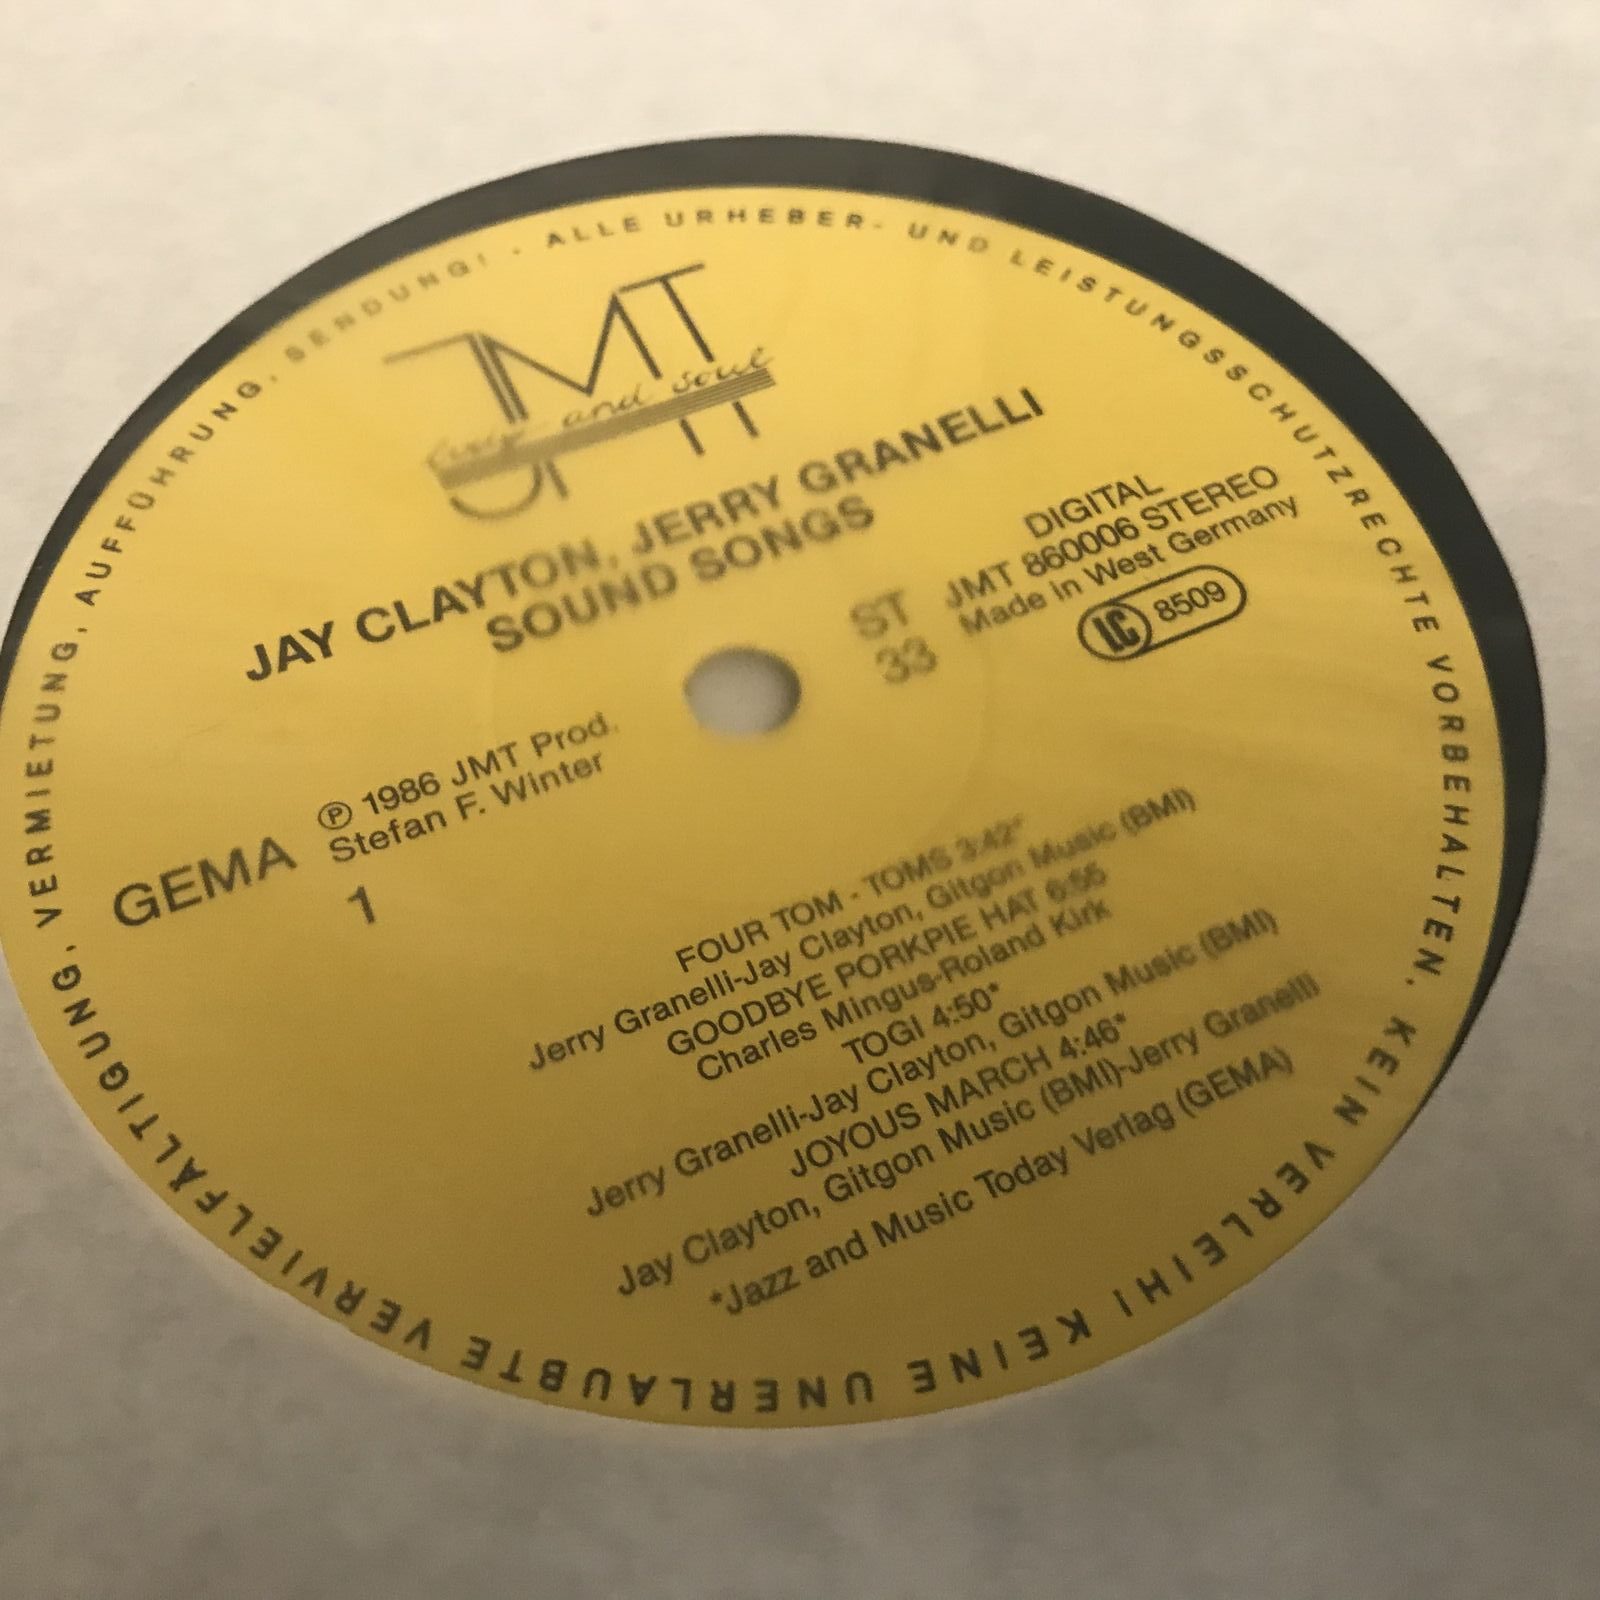 JMT
and soul
JAY CLAYTON, JERRY GRANELLI
SOUND SONGS
DIGITAL
JMT 860006 STEREO
Made in West Germany
ST
33
LC 8509
℗ 1986 JMT Prod.
Stefan F. Winter
GEMA
1
FOUR TOM - TOMS 3:42*
Jerry Granelli-Jay Clayton, Gitgon Music (BMI)
GOODBYE PORKPIE HAT 6:55
Charles Mingus-Roland Kirk
TOGI 4:50*
Jerry Granelli-Jay Clayton, Gitgon Music (BMI)
JOYOUS MARCH 4:46*
Jay Clayton, Gitgon Music (BMI)-Jerry Granelli
*Jazz and Music Today Verlag (GEMA)
ALLE URHEBER- UND LEISTUNGSSCHUTZRECHTE VORBEHALTEN. KEIN VERLEIH! KEINE UNERLAUBTE VERVIELFÄLTIGUNG, VERMIETUNG, AUFFÜHRUNG, SENDUNG! -